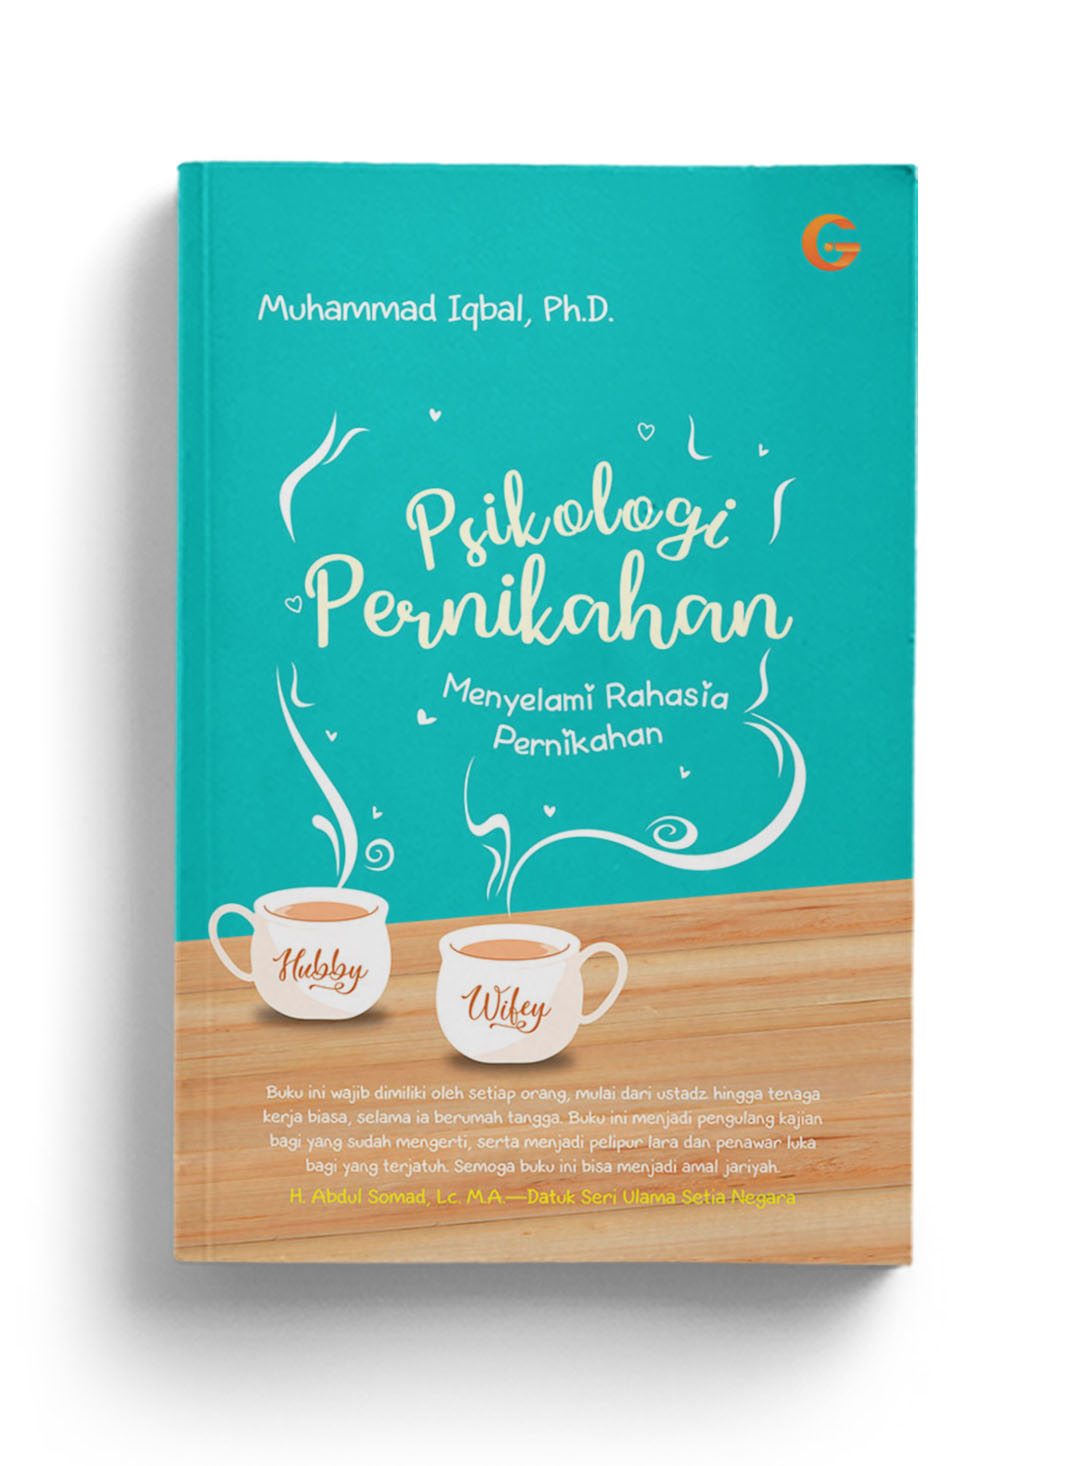 Muhammad Iqbal, Ph.D.
Psikologi
Pernikahan
Menyelami Rahasia
Pernikahan
Hubby
Wifey
Buku ini wajib dimiliki oleh setiap orang, mulai dari ustadz hingga tenaga
kerja biasa, selama ia berumah tangga. Buku ini menjadi pengulang kajian
bagi yang sudah mengerti, serta menjadi pelipur lara dan penawar luka
bagi yang terjatuh. Semoga buku ini bisa menjadi amal jariyah.
H. Abdul Somad, Lc. M.A.—Datuk Seri Ulama Setia Negara